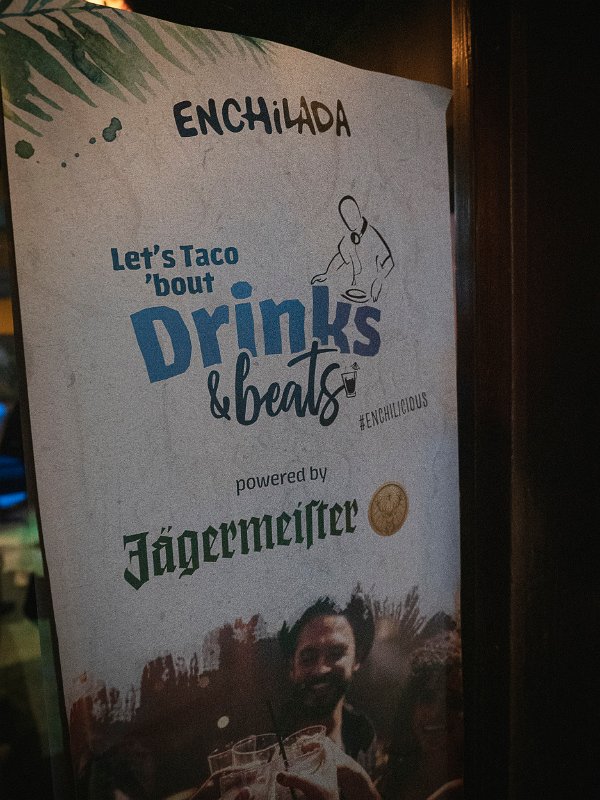 ENCHiLADA
Let's Taco
'bout
Drinks
& beats
#ENCHILICIOUS
powered by
Jägermeiſter